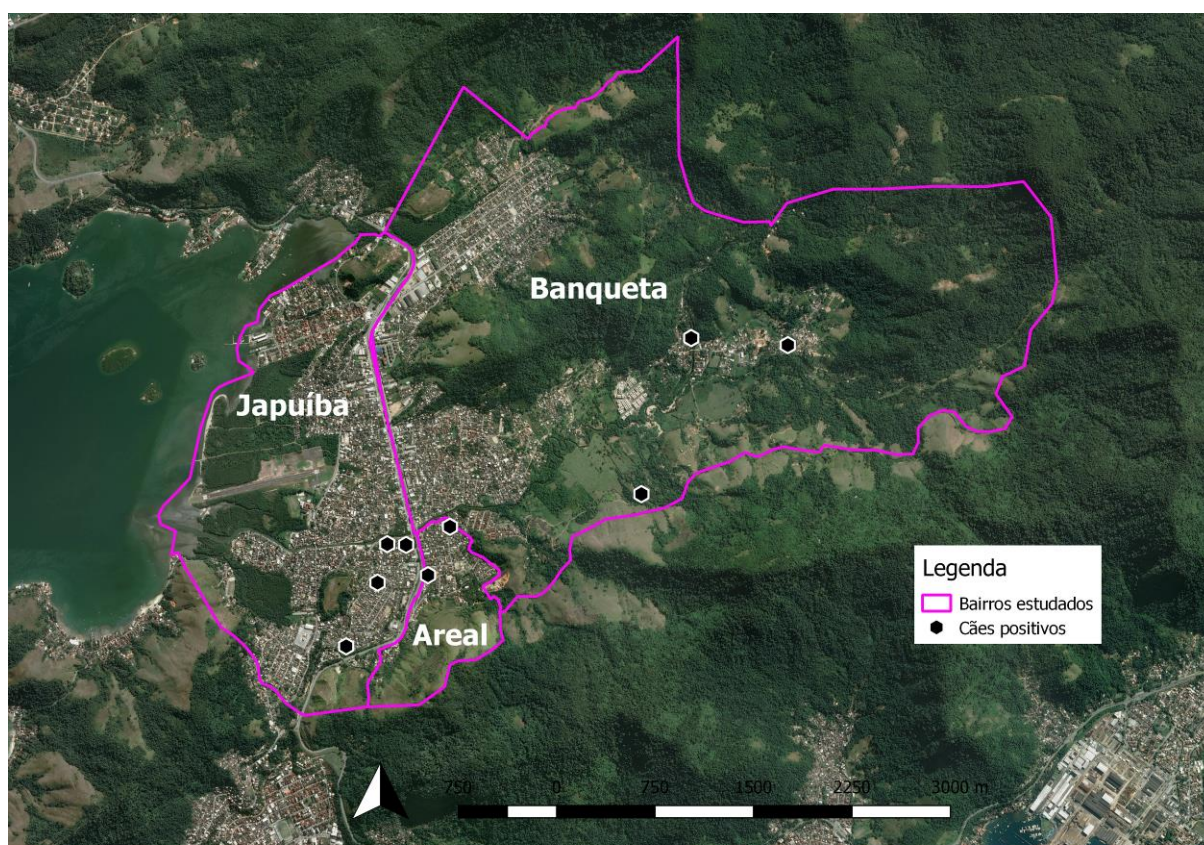 Banqueta
Japuíba
Areal
Legenda
Bairros estudados
Cães positivos
750 0 750 1500 2250 3000 m